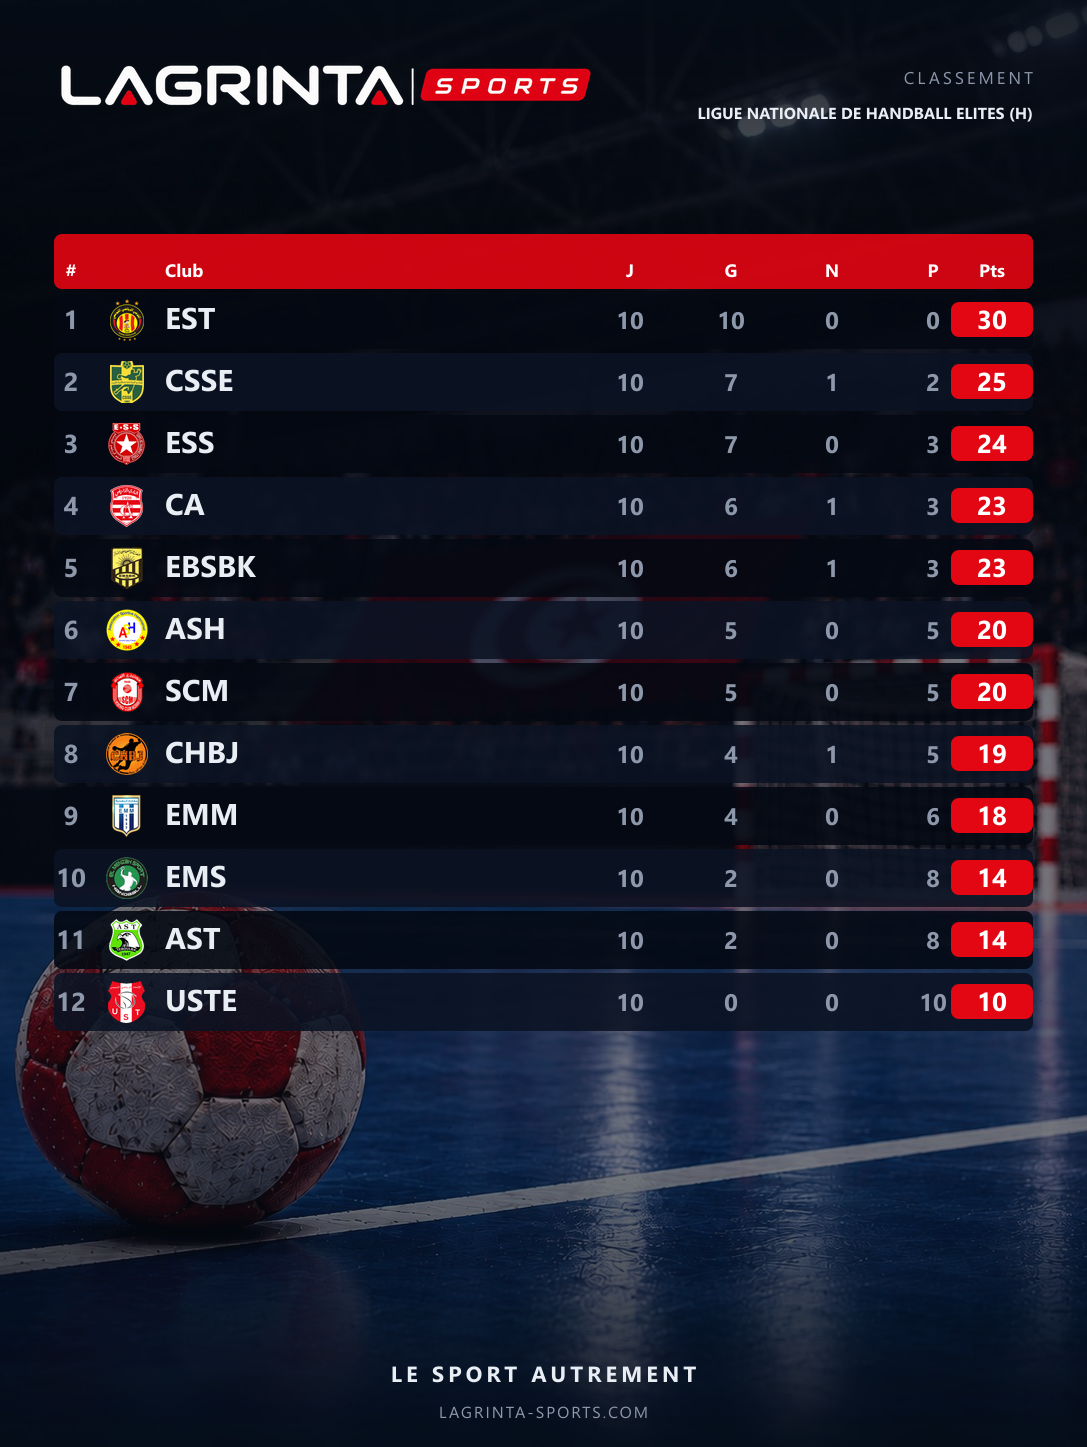 LAGRINTA SPORTS
CLASSEMENT
LIGUE NATIONALE DE HANDBALL ELITES (H)
# Club J G N P Pts
1 EST 10 10 0 0 30
2 CSSE 10 7 1 2 25
3 ESS 10 7 0 3 24
4 CA 10 6 1 3 23
5 EBSBK 10 6 1 3 23
6 ASH 10 5 0 5 20
7 SCM 10 5 0 5 20
8 CHBJ 10 4 1 5 19
9 EMM 10 4 0 6 18
10 EMS 10 2 0 8 14
11 AST 10 2 0 8 14
12 USTE 10 0 0 10 10
LE SPORT AUTREMENT
LAGRINTA-SPORTS.COM